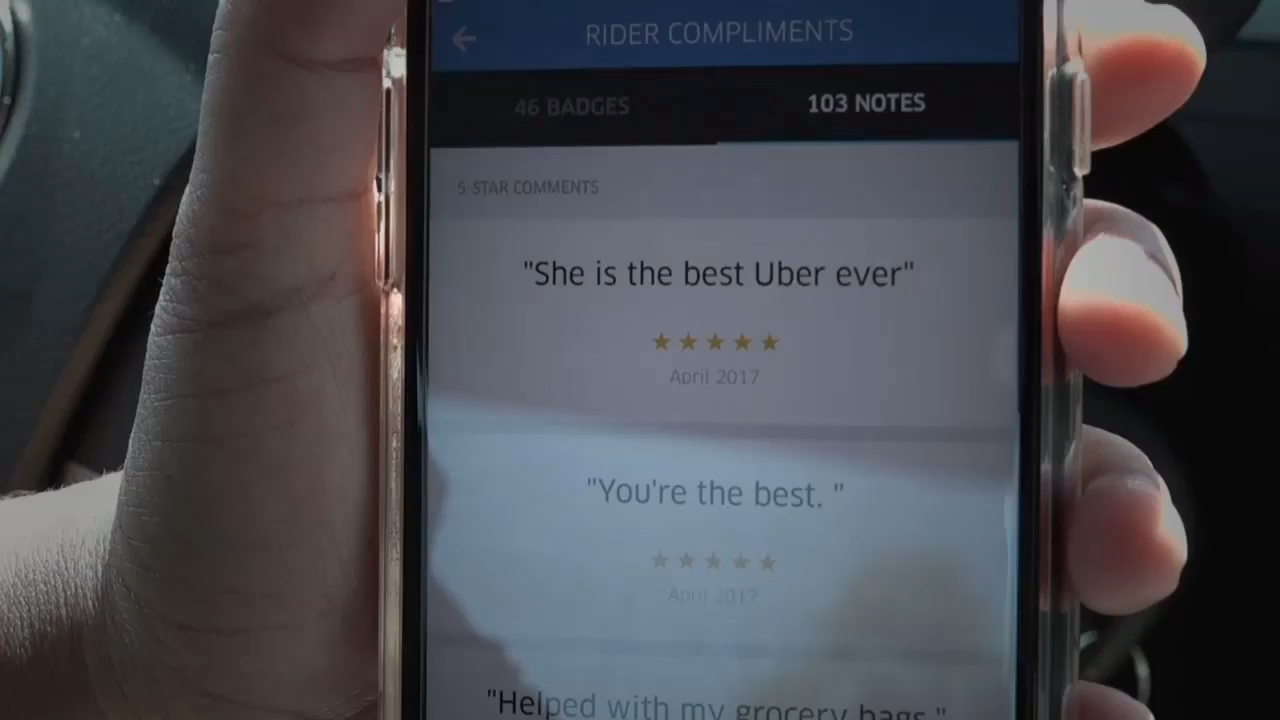 RIDER COMPLIMENTS
46 BADGES
103 NOTES
5-STAR COMMENTS
"She is the best Uber ever"
April 2017
"You're the best. "
April 2017
"Helped with my grocery bags."